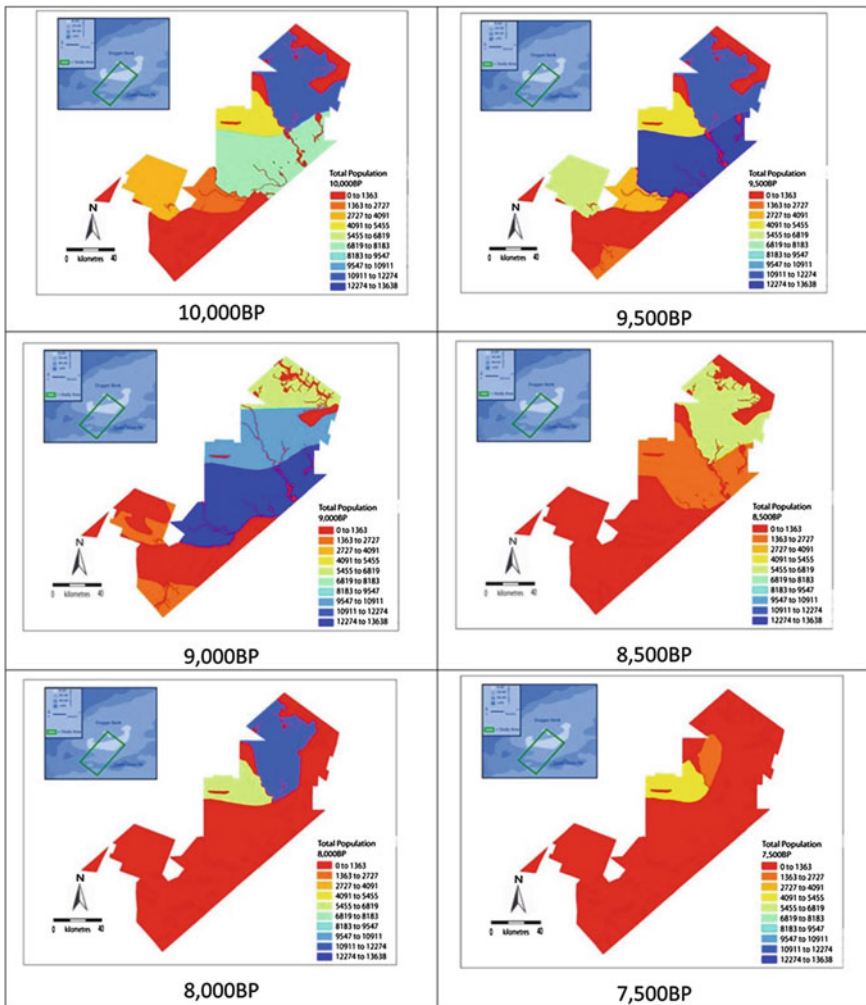 Dogger Bank
N
0 kilometres 40
Total Population
10,000BP
0 to 1363
1363 to 2727
2727 to 4091
4091 to 5455
5455 to 6819
6819 to 8183
8183 to 9547
9547 to 10911
10911 to 12274
12274 to 13638
10,000BP
Dogger Bank
N
0 kilometres 40
Total Population
9,500BP
0 to 1363
1363 to 2727
2727 to 4091
4091 to 5455
5455 to 6819
6819 to 8183
8183 to 9547
9547 to 10911
10911 to 12274
12274 to 13638
9,500BP
Dogger Bank
N
0 kilometres 40
Total Population
9,000BP
0 to 1363
1363 to 2727
2727 to 4091
4091 to 5455
5455 to 6819
6819 to 8183
8183 to 9547
9547 to 10911
10911 to 12274
12274 to 13638
9,000BP
Dogger Bank
N
0 kilometres 40
Total Population
8,500BP
0 to 1363
1363 to 2727
2727 to 4091
4091 to 5455
5455 to 6819
6819 to 8183
8183 to 9547
9547 to 10911
10911 to 12274
12274 to 13638
8,500BP
Dogger Bank
N
0 kilometres 40
Total Population
8,000BP
0 to 1363
1363 to 2727
2727 to 4091
4091 to 5455
5455 to 6819
6819 to 8183
8183 to 9547
9547 to 10911
10911 to 12274
12274 to 13638
8,000BP
Dogger Bank
N
0 kilometres 40
Total Population
7,500BP
0 to 1363
1363 to 2727
2727 to 4091
4091 to 5455
5455 to 6819
6819 to 8183
8183 to 9547
9547 to 10911
10911 to 12274
12274 to 13638
7,500BP